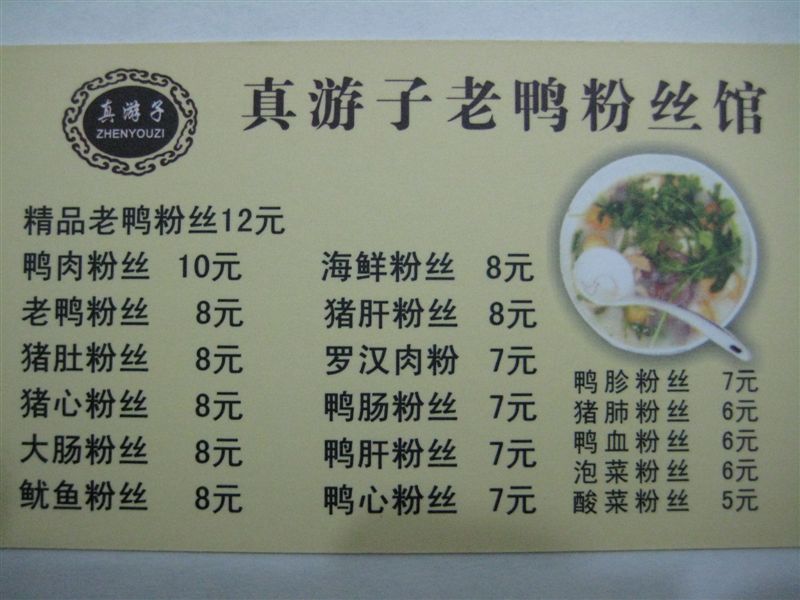 真游子
ZHENYOUZI
真游子老鸭粉丝馆
精品老鸭粉丝12元
鸭肉粉丝 10元
老鸭粉丝 8元
猪肚粉丝 8元
猪心粉丝 8元
大肠粉丝 8元
鱿鱼粉丝 8元
海鲜粉丝 8元
猪肝粉丝 8元
罗汉肉粉 7元
鸭肠粉丝 7元
鸭肝粉丝 7元
鸭心粉丝 7元
鸭胗粉丝 7元
猪肺粉丝 6元
鸭血粉丝 6元
泡菜粉丝 6元
酸菜粉丝 5元